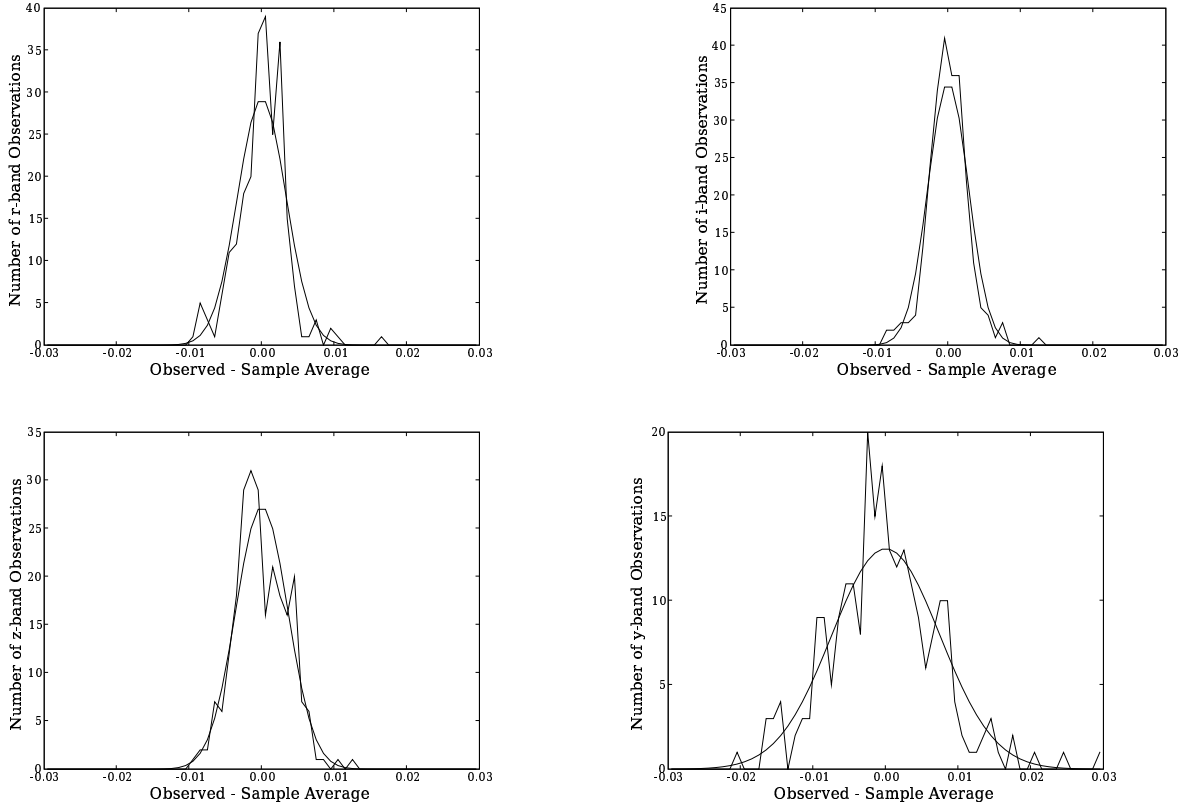 Number of r-band Observations
40
35
30
25
20
15
10
5
0
-0.03 -0.02 -0.01 0.00 0.01 0.02 0.03
Observed - Sample Average
Number of i-band Observations
45
40
35
30
25
20
15
10
5
0
-0.03 -0.02 -0.01 0.00 0.01 0.02 0.03
Observed - Sample Average
Number of z-band Observations
35
30
25
20
15
10
5
0
-0.03 -0.02 -0.01 0.00 0.01 0.02 0.03
Observed - Sample Average
Number of y-band Observations
20
15
10
5
0
-0.03 -0.02 -0.01 0.00 0.01 0.02 0.03
Observed - Sample Average